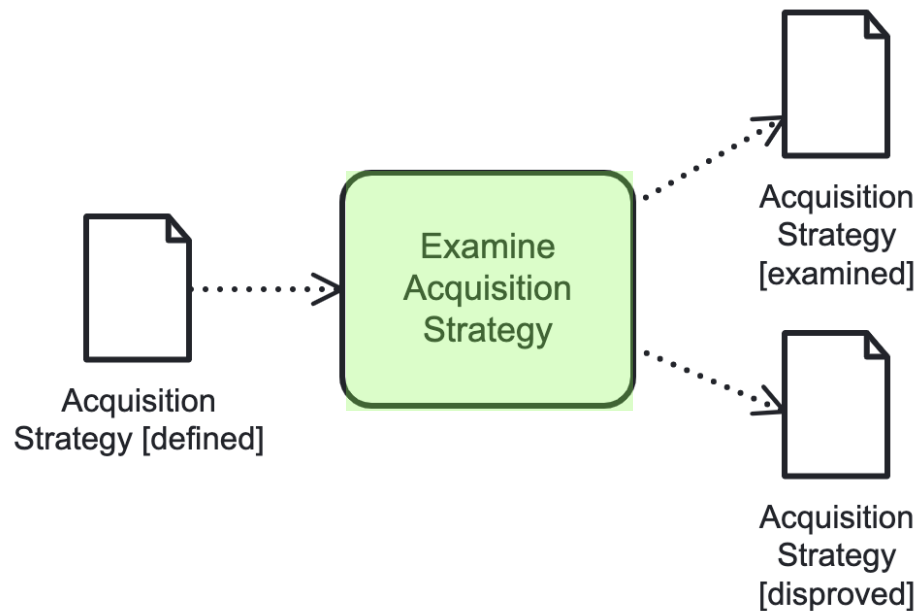 Acquisition
Strategy [defined]
Examine
Acquisition
Strategy
Acquisition
Strategy
[examined]
Acquisition
Strategy
[disproved]